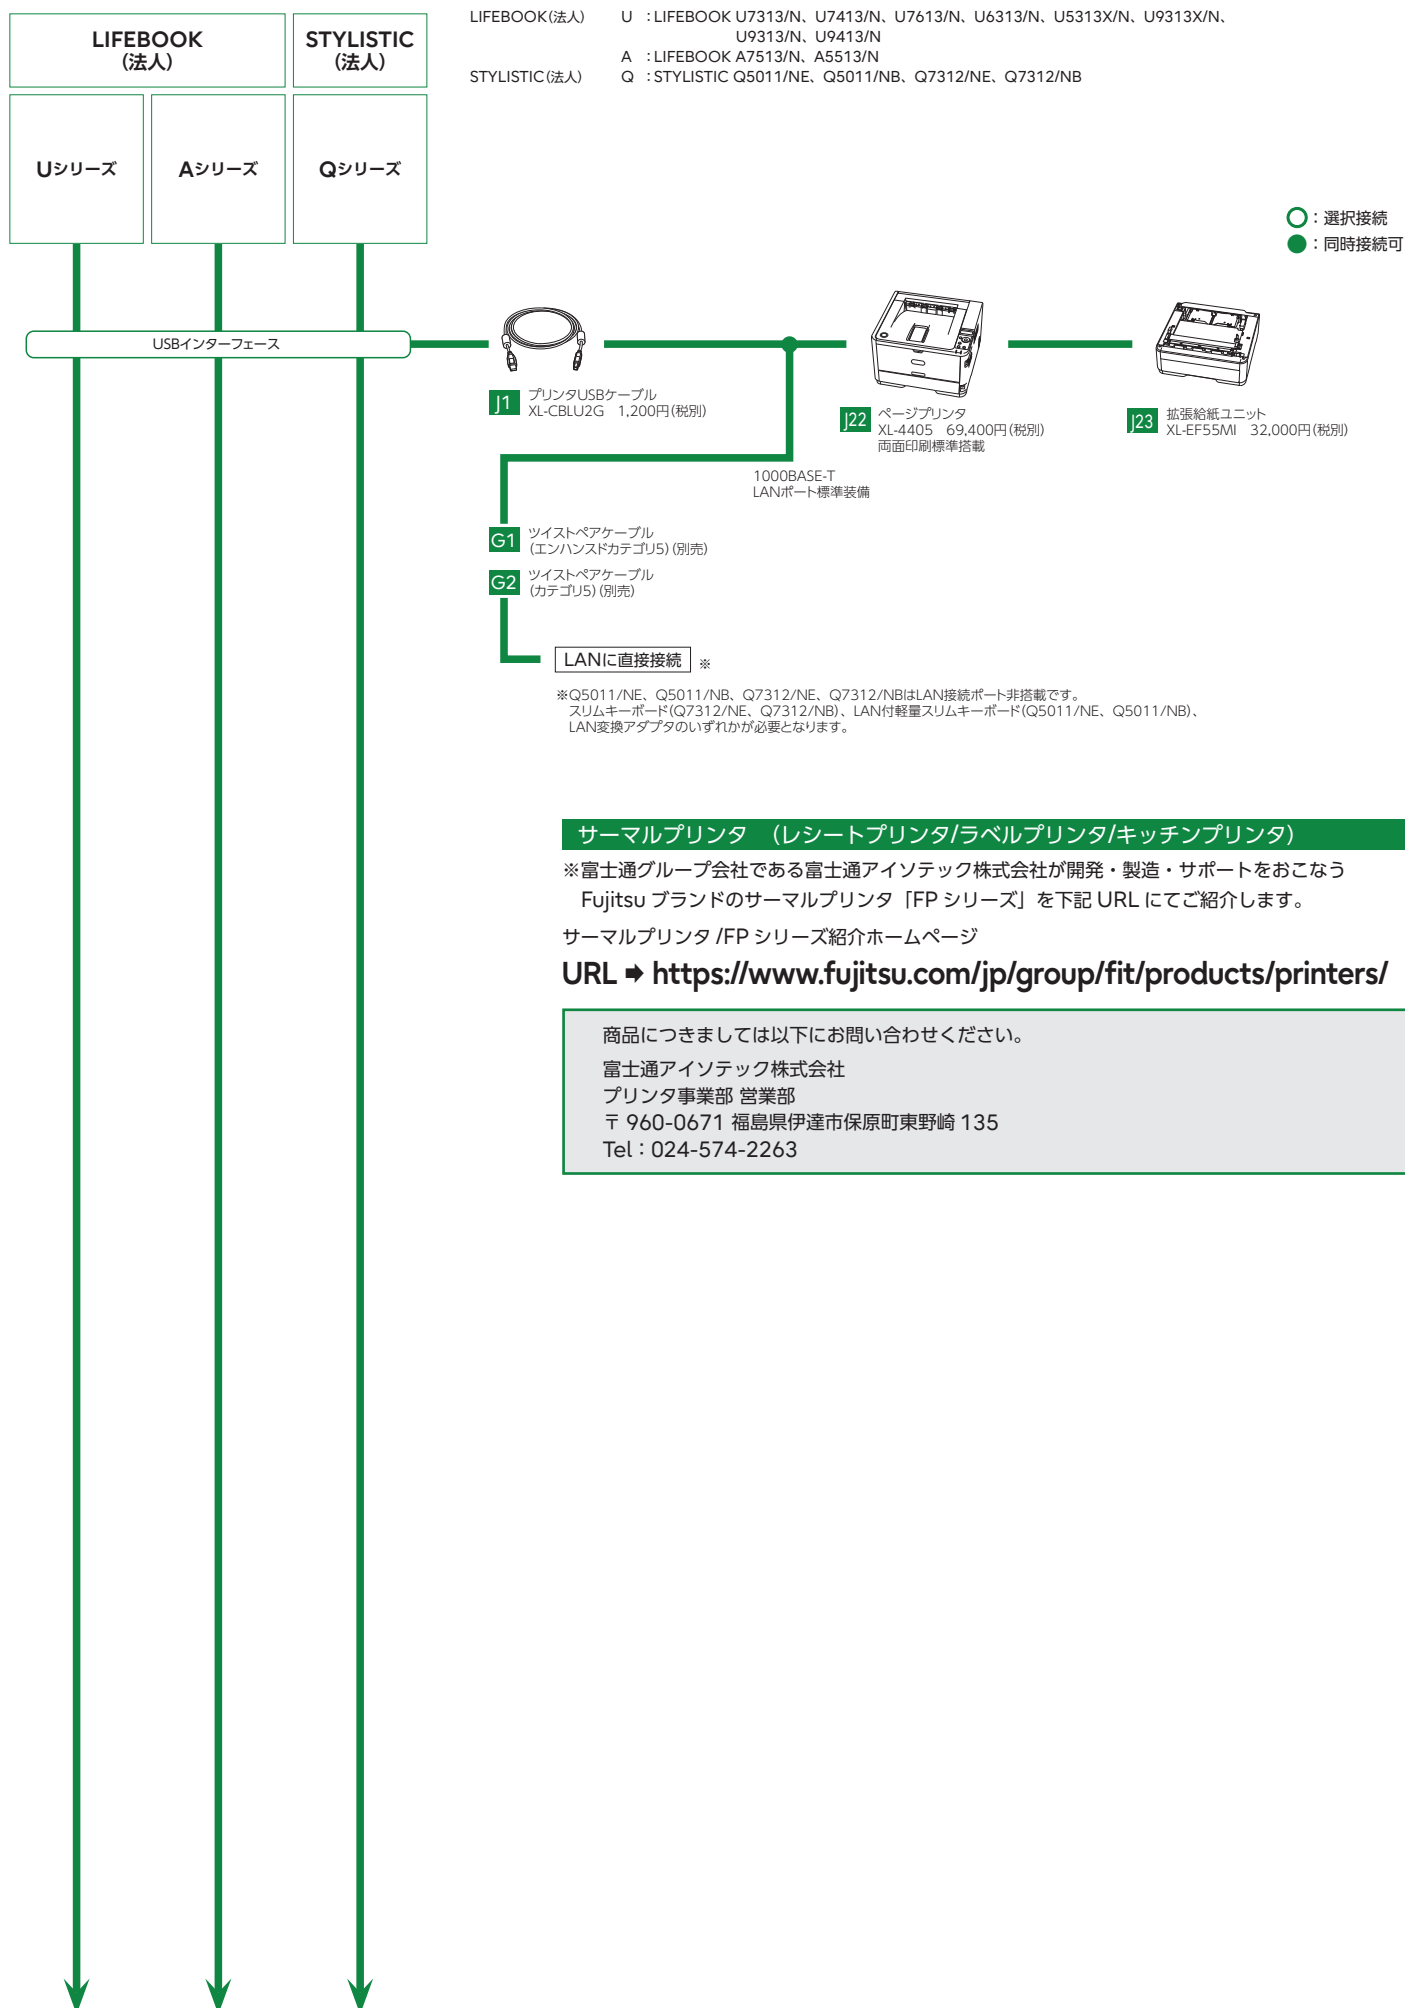 LIFEBOOK
(法人)
STYLISTIC
(法人)
LIFEBOOK(法人) U :LIFEBOOK U7313/N、U7413/N、U7613/N、U6313/N、U5313X/N、U9313X/N、
U9313/N、U9413/N
A :LIFEBOOK A7513/N、A5513/N
STYLISTIC(法人) Q :STYLISTIC Q5011/NE、Q5011/NB、Q7312/NE、Q7312/NB
Uシリーズ
Aシリーズ
Qシリーズ
:選択接続
:同時接続可
USBインターフェース
J1 プリンタUSBケーブル
XL-CBLU2G 1,200円(税別)
J22 ページプリンタ
XL-4405 69,400円(税別)
両面印刷標準搭載
J23 拡張給紙ユニット
XL-EF55MI 32,000円(税別)
1000BASE-T
LANポート標準装備
G1 ツイストペアケーブル
(エンハンスドカテゴリ5)(別売)
G2 ツイストペアケーブル
(カテゴリ5)(別売)
LANに直接接続 ※
※Q5011/NE、Q5011/NB、Q7312/NE、Q7312/NBはLAN接続ポート非搭載です。
スリムキーボード(Q7312/NE、Q7312/NB)、LAN付軽量スリムキーボード(Q5011/NE、Q5011/NB)、
LAN変換アダプタのいずれかが必要となります。
サーマルプリンタ (レシートプリンタ/ラベルプリンタ/キッチンプリンタ)
※富士通グループ会社である富士通アイソテック株式会社が開発・製造・サポートをおこなう
Fujitsu ブランドのサーマルプリンタ「FP シリーズ」を下記 URL にてご紹介します。
サーマルプリンタ /FP シリーズ紹介ホームページ
URL ➡ https://www.fujitsu.com/jp/group/fit/products/printers/
商品につきましては以下にお問い合わせください。
富士通アイソテック株式会社
プリンタ事業部 営業部
〒 960-0671 福島県伊達市保原町東野崎 135
Tel:024-574-2263